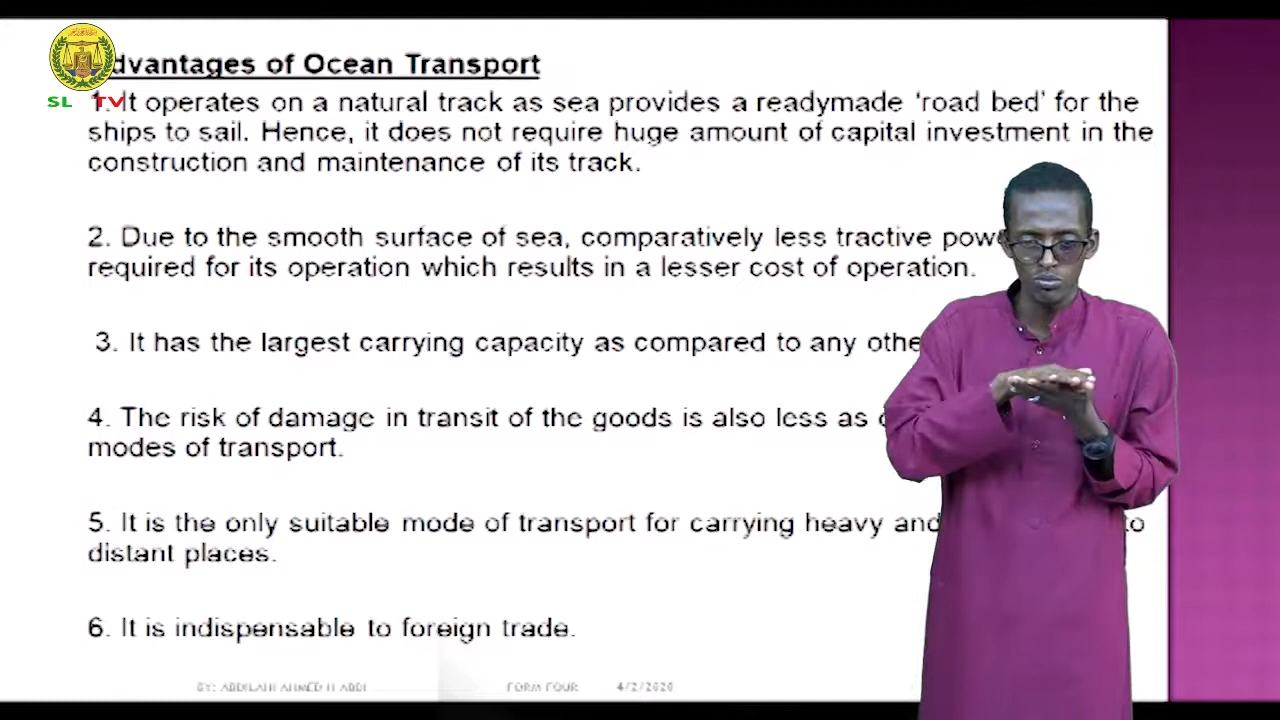 dvantages of Ocean Transport
SL TV
1. It operates on a natural track as sea provides a readymade ‘road bed’ for the
ships to sail. Hence, it does not require huge amount of capital investment in the
construction and maintenance of its track.
2. Due to the smooth surface of sea, comparatively less tractive
required for its operation which results in a lesser cost of operation.
3. It has the largest carrying capacity as compared to any
4. The risk of damage in transit of the goods is also less as
modes of transport.
5. It is the only suitable mode of transport for carrying heavy and to
distant places.
6. It is indispensable to foreign trade.
BY: ABDILAHI AHMED H ABDI FORM FOUR 4/2/2020